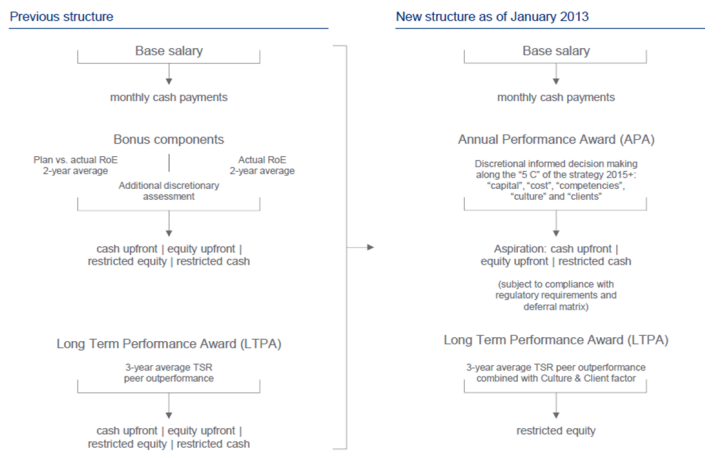 Previous structure
Base salary
monthly cash payments
Bonus components
Plan vs. actual RoE
2-year average
Actual RoE
2-year average
Additional discretionary
assessment
cash upfront | equity upfront |
restricted equity | restricted cash
Long Term Performance Award (LTPA)
3-year average TSR
peer outperformance
cash upfront | equity upfront |
restricted equity | restricted cash
New structure as of January 2013
Base salary
monthly cash payments
Annual Performance Award (APA)
Discretional informed decision making
along the “5 C” of the strategy 2015+:
“capital”, “cost”, “competencies”,
“culture” and “clients”
Aspiration: cash upfront |
equity upfront | restricted cash
(subject to compliance with
regulatory requirements and
deferral matrix)
Long Term Performance Award (LTPA)
3-year average TSR peer outperformance
combined with Culture & Client factor
restricted equity